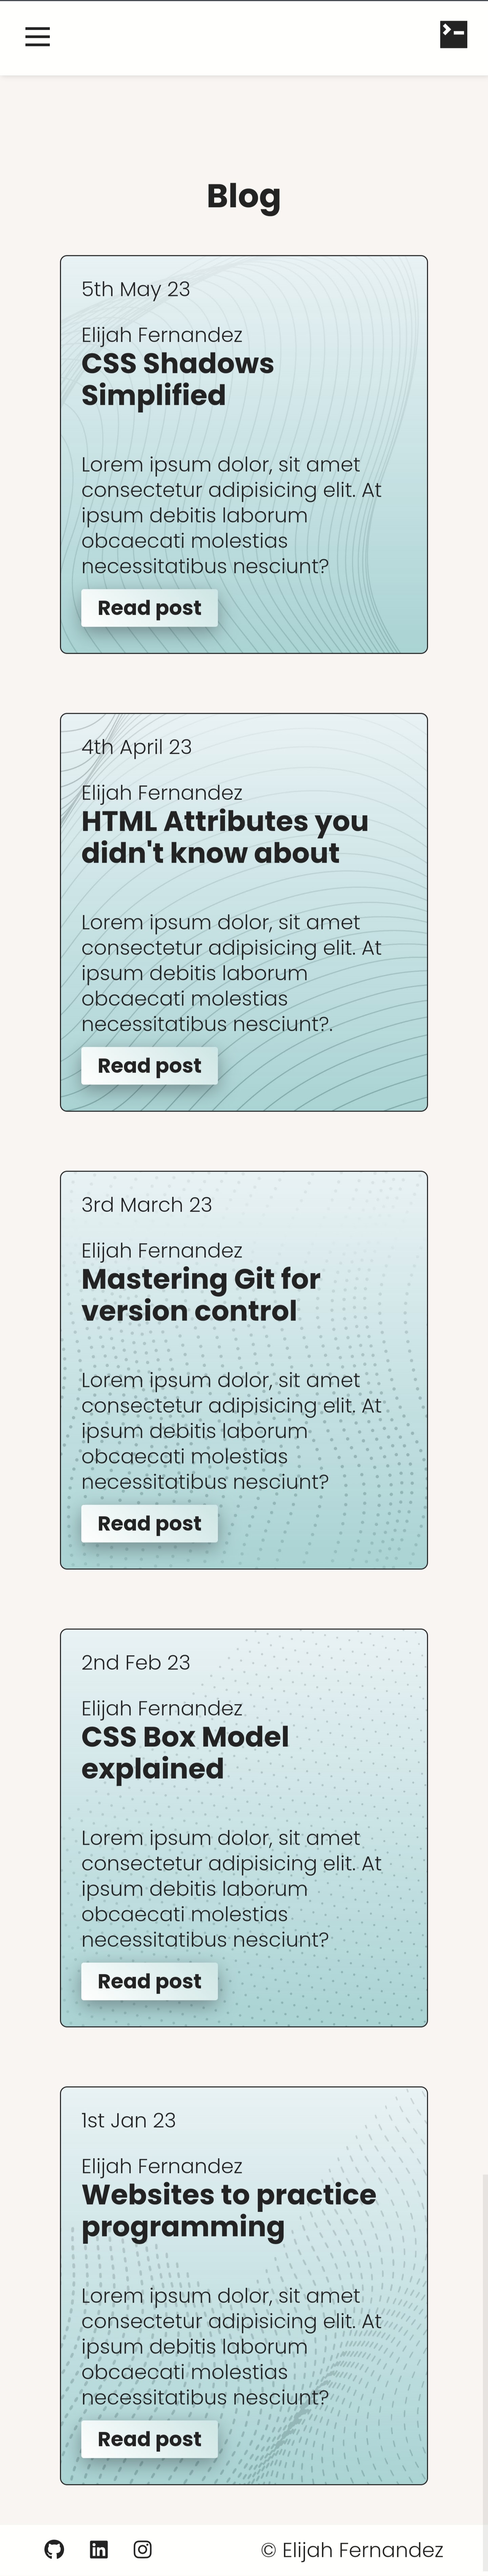 Blog
5th May 23
Elijah Fernandez
CSS Shadows
Simplified
Lorem ipsum dolor, sit amet
consectetur adipisicing elit. At
ipsum debitis laborum
obcaecati molestias
necessitatibus nesciunt?
Read post
4th April 23
Elijah Fernandez
HTML Attributes you
didn't know about
Lorem ipsum dolor, sit amet
consectetur adipisicing elit. At
ipsum debitis laborum
obcaecati molestias
necessitatibus nesciunt?.
Read post
3rd March 23
Elijah Fernandez
Mastering Git for
version control
Lorem ipsum dolor, sit amet
consectetur adipisicing elit. At
ipsum debitis laborum
obcaecati molestias
necessitatibus nesciunt?
Read post
2nd Feb 23
Elijah Fernandez
CSS Box Model
explained
Lorem ipsum dolor, sit amet
consectetur adipisicing elit. At
ipsum debitis laborum
obcaecati molestias
necessitatibus nesciunt?
Read post
1st Jan 23
Elijah Fernandez
Websites to practice
programming
Lorem ipsum dolor, sit amet
consectetur adipisicing elit. At
ipsum debitis laborum
obcaecati molestias
necessitatibus nesciunt?
Read post
© Elijah Fernandez